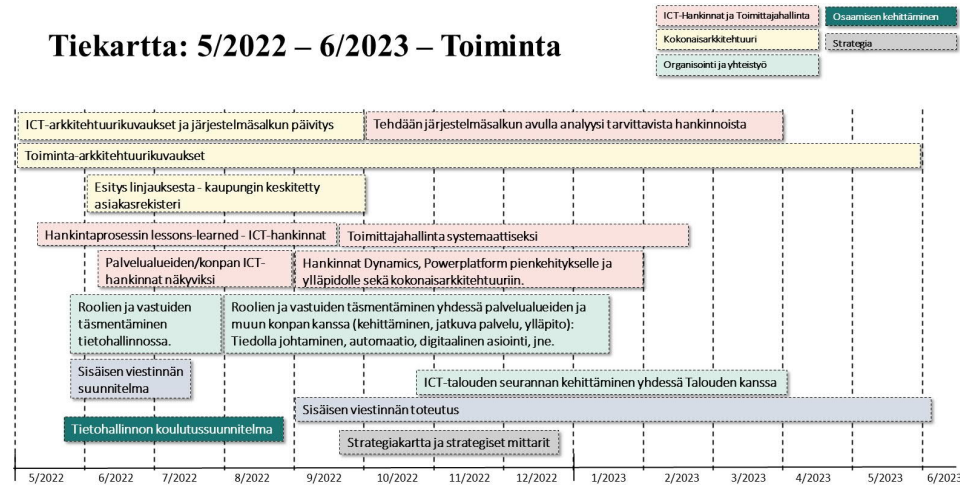 Tiekartta: 5/2022 – 6/2023 – Toiminta
ICT-Hankinnat ja Toimittajahallinta
Osaamisen kehittäminen
Kokonaisarkkitehtuuri
Strategia
Organisointi ja yhteistyö
ICT-arkkitehtuurikuvaukset ja järjestelmäsalkun päivitys
Tehdään järjestelmäsalkun avulla analyysi tarvittavista hankinnoista
Toiminta-arkkitehtuurikuvaukset
Esitys linjauksesta - kaupungin keskitetty
asiakasrekisteri
Hankintaprosessin lessons-learned - ICT-hankinnat
Toimittajahallinta systemaattiseksi
Palvelualueiden/konpan ICT-
hankinnat näkyviksi
Hankinnat Dynamics, Powerplatform pienkehitykselle ja
ylläpidolle sekä kokonaisarkkitehtuuriin.
Roolien ja vastuiden
täsmentäminen
tietohallinnossa.
Roolien ja vastuiden täsmentäminen yhdessä palvelualueiden ja
muun konpan kanssa (kehittäminen, jatkuva palvelu, ylläpito):
Tiedolla johtaminen, automaatio, digitaalinen asiointi, jne.
Sisäisen viestinnän
suunnitelma
ICT-talouden seurannan kehittäminen yhdessä Talouden kanssa
Sisäisen viestinnän toteutus
Tietohallinnon koulutussuunnitelma
Strategiakartta ja strategiset mittarit
5/2022
6/2022
7/2022
8/2022
9/2022
10/2022
11/2022
12/2022
1/2023
2/2023
3/2023
4/2023
5/2023
6/2023